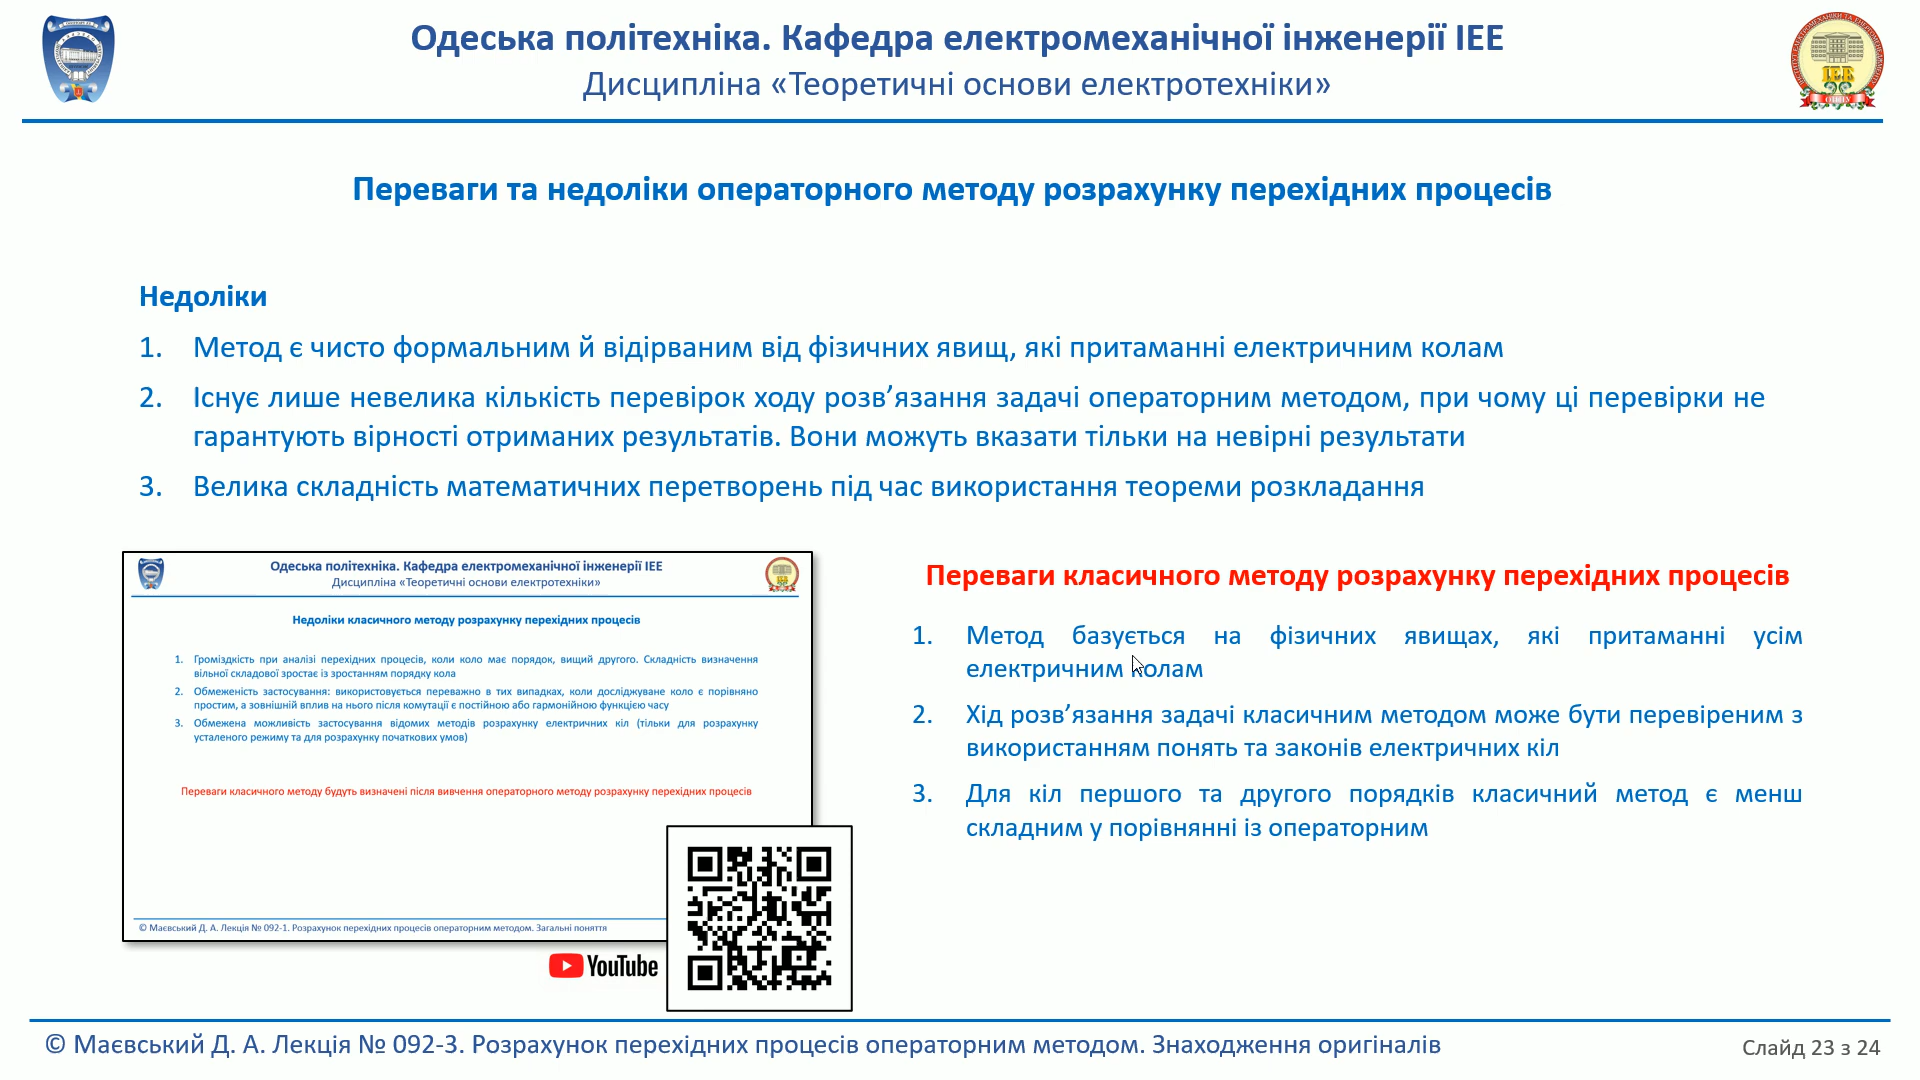 Одеська політехніка. Кафедра електромеханічної інженерії ІЕЕ
Дисципліна «Теоретичні основи електротехніки»
ІЕЕ
Переваги та недоліки операторного методу розрахунку перехідних процесів
Недоліки
1. Метод є чисто формальним й відірваним від фізичних явищ, які притаманні електричним колам
2. Існує лише невелика кількість перевірок ходу розв’язання задачі операторним методом, при чому ці перевірки не
гарантують вірності отриманих результатів. Вони можуть вказати тільки на невірні результати
3. Велика складність математичних перетворень під час використання теореми розкладання
Одеська політехніка. Кафедра електромеханічної інженерії ІЕЕ
Дисципліна «Теоретичні основи електротехніки»
Недоліки класичного методу розрахунку перехідних процесів
1. Громіздкість при аналізі перехідних процесів, коли коло має порядок, вищий другого. Складність визначення
вільної складової зростає із зростанням порядку кола
2. Обмеженість застосування: використовується переважно в тих випадках, коли досліджуване коло є порівняно
простим, а зовнішній вплив на нього після комутації є постійною або гармонійною функцією часу
3. Обмежена можливість застосування відомих методів розрахунку електричних кіл (тільки для розрахунку
усталеного режиму та для розрахунку початкових умов)
Переваги класичного методу будуть визначені після вивчення операторного методу розрахунку перехідних процесів
© Маєвський Д. А. Лекція № 092-1. Розрахунок перехідних процесів операторним методом. Загальні поняття
YouTube
Переваги класичного методу розрахунку перехідних процесів
1. Метод базується на фізичних явищах, які притаманні усім
електричним колам
2. Хід розв’язання задачі класичним методом може бути перевіреним з
використанням понять та законів електричних кіл
3. Для кіл першого та другого порядків класичний метод є менш
складним у порівнянні із операторним
© Маєвський Д. А. Лекція № 092-3. Розрахунок перехідних процесів операторним методом. Знаходження оригіналів
Слайд 23 з 24